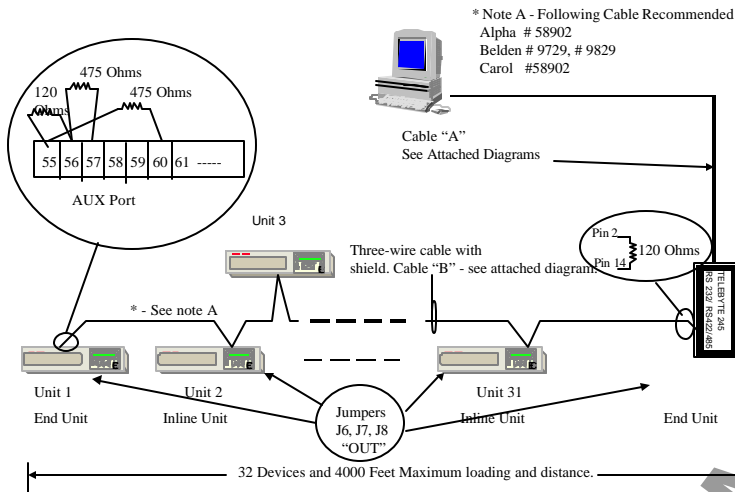 * Note A - Following Cable Recommended
Alpha # 58902
Belden # 9729, # 9829
Carol #58902
475 Ohms
120 Ohms
475 Ohms
55 56 57 58 59 60 61 -----
AUX Port
Cable “A”
See Attached Diagrams
Unit 3
Three-wire cable with
shield. Cable “B” - see attached diagram.
Pin 2
120 Ohms
Pin 14
TELEBYTE 245
RS 232/ RS422/485
* - See note A
Unit 1
End Unit
Unit 2
Inline Unit
Jumpers
J6, J7, J8
“OUT”
Unit 31
Inline Unit
End Unit
32 Devices and 4000 Feet Maximum loading and distance.